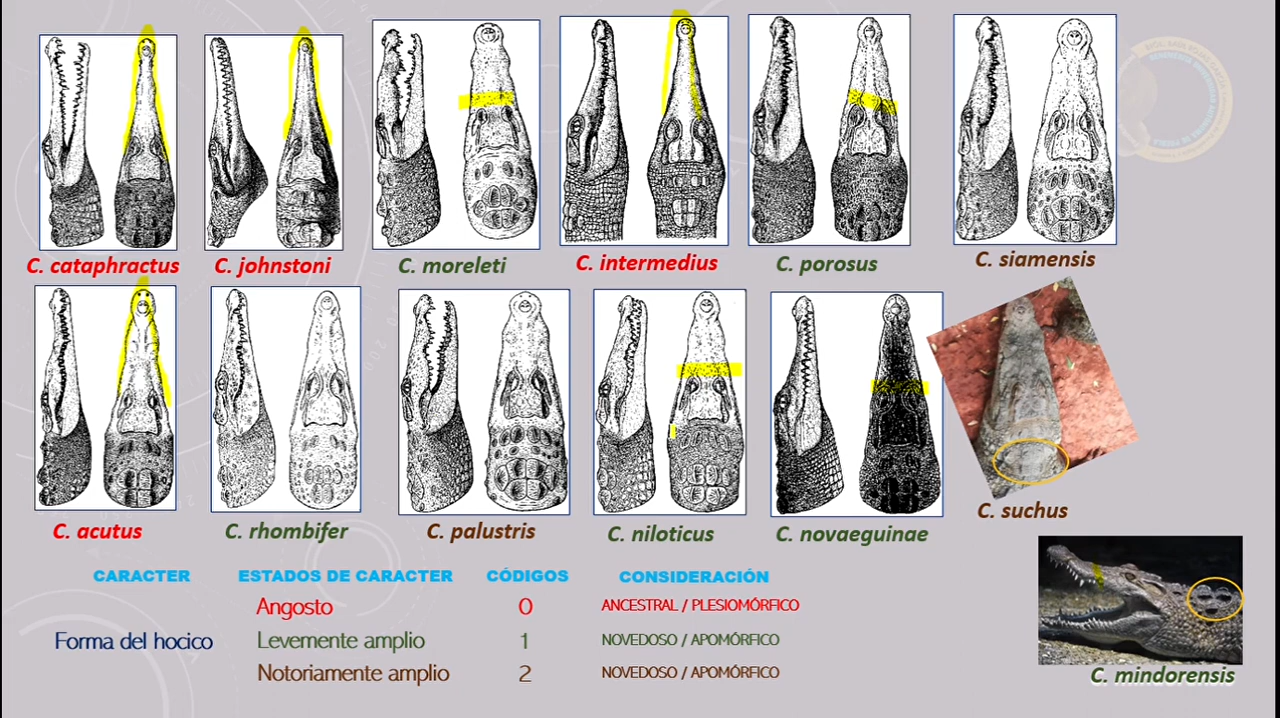 C. cataphractus
C. johnstoni
C. moreleti
C. intermedius
C. porosus
C. siamensis
C. acutus
C. rhombifer
C. palustris
C. niloticus
C. novaeguinae
C. suchus
C. mindorensis
CARACTER ESTADOS DE CARACTER CÓDIGOS CONSIDERACIÓN
Angosto 0 ANCESTRAL / PLESIOMÓRFICO
Forma del hocico Levemente amplio 1 NOVEDOSO / APOMÓRFICO
Notoriamente amplio 2 NOVEDOSO / APOMÓRFICO